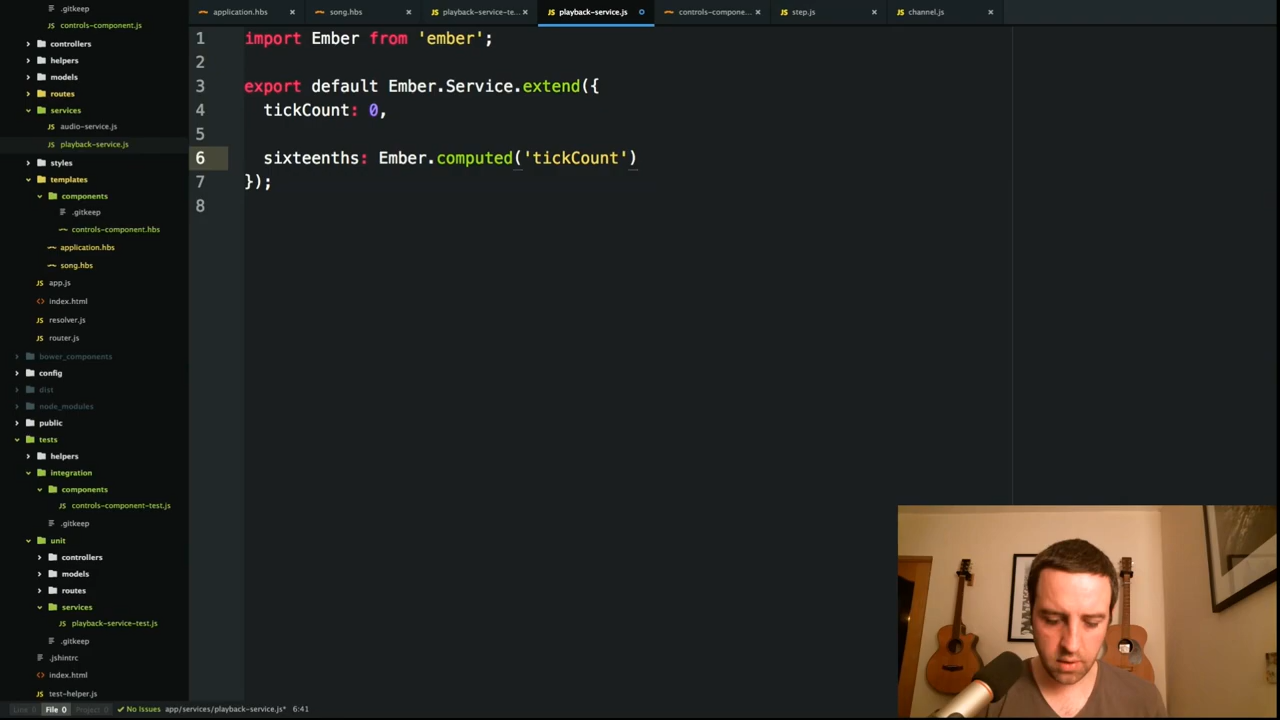 .gitkeep
controls-component.js
controllers
helpers
models
routes
services
audio-service.js
playback-service.js
styles
templates
components
.gitkeep
controls-component.hbs
application.hbs
song.hbs
app.js
index.html
resolver.js
router.js
bower_components
config
dist
node_modules
public
tests
helpers
integration
components
controls-component-test.js
.gitkeep
unit
controllers
models
routes
services
playback-service-test.js
.gitkeep
.jshintrc
index.html
test-helper.js
application.hbs song.hbs playback-service-te... playback-service.js controls-compone... step.js channel.js
1 import Ember from 'ember';
2
3 export default Ember.Service.extend({
4 tickCount: 0,
5
6 sixteenths: Ember.computed('tickCount')
7 });
8
Line 0 File 0 Project 0 No Issues app/services/playback-service.js* 6:41